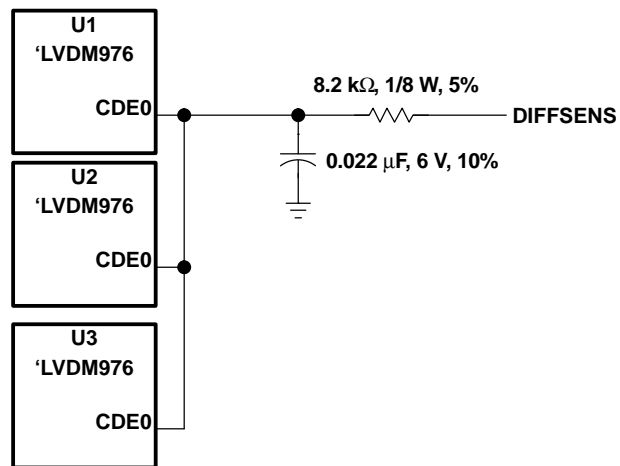 U1
‘LVDM976
CDE0
8.2 kΩ, 1/8 W, 5%
DIFFSENS
0.022 μF, 6 V, 10%
U2
‘LVDM976
CDE0
U3
‘LVDM976
CDE0